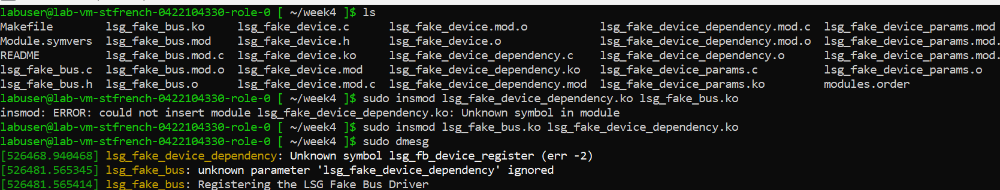 labuser@lab-vm-stfrench-0422104330-role-0 [ ~/week4 ]$ ls
Makefile lsg_fake_bus.ko lsg_fake_device.c lsg_fake_device.mod.o lsg_fake_device_dependency.mod.c lsg_fake_device_params.mod
Module.symvers lsg_fake_bus.mod lsg_fake_device.h lsg_fake_device.o lsg_fake_device_dependency.mod.o lsg_fake_device_params.mod.
README lsg_fake_bus.mod.c lsg_fake_device.ko lsg_fake_device_dependency.c lsg_fake_device_dependency.o lsg_fake_device_params.mod.
lsg_fake_bus.c lsg_fake_bus.mod.o lsg_fake_device.mod lsg_fake_device_dependency.ko lsg_fake_device_params.c lsg_fake_device_params.o
lsg_fake_bus.h lsg_fake_bus.o lsg_fake_device.mod.c lsg_fake_device_dependency.mod lsg_fake_device_params.ko modules.order
labuser@lab-vm-stfrench-0422104330-role-0 [ ~/week4 ]$ sudo insmod lsg_fake_device_dependency.ko lsg_fake_bus.ko
insmod: ERROR: could not insert module lsg_fake_device_dependency.ko: Unknown symbol in module
labuser@lab-vm-stfrench-0422104330-role-0 [ ~/week4 ]$ sudo insmod lsg_fake_bus.ko lsg_fake_device_dependency.ko
labuser@lab-vm-stfrench-0422104330-role-0 [ ~/week4 ]$ sudo dmesg
[526468.940468] lsg_fake_device_dependency: Unknown symbol lsg_fb_device_register (err -2)
[526481.565345] lsg_fake_bus: unknown parameter 'lsg_fake_device_dependency' ignored
[526481.565414] lsg_fake_bus: Registering the LSG Fake Bus Driver